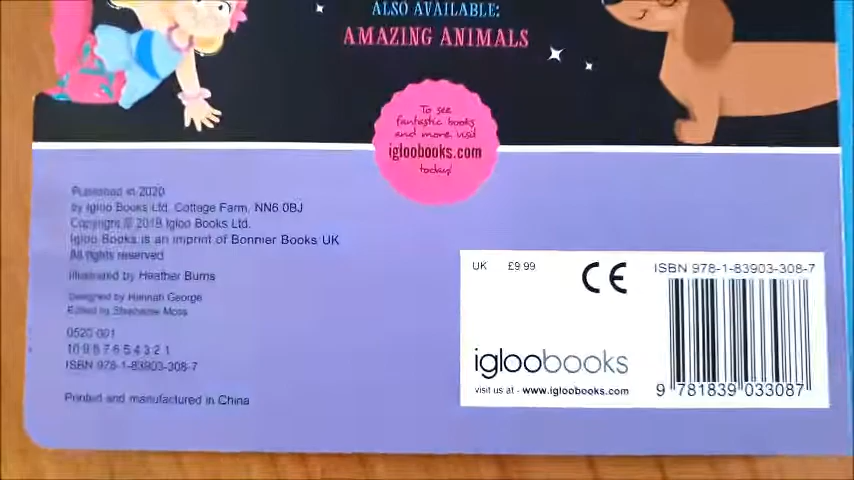 ALSO AVAILABLE:
AMAZING ANIMALS
To see
fantastic books
and more visit
igloobooks.com
today!
Published in 2020
by Igloo Books Ltd, Cottage Farm, NN6 0BJ
Copyright © 2019 Igloo Books Ltd.
Igloo Books is an imprint of Bonnier Books UK
All rights reserved
Illustrated by Heather Burns
Designed by Hannah George
Edited by Stephanie Moss
0520 001
10 9 8 7 6 5 4 3 2 1
ISBN 978-1-83903-308-7
Printed and manufactured in China
UK £9.99
CE
ISBN 978-1-83903-308-7
igloobooks
visit us at - www.igloobooks.com
9 781839 033087